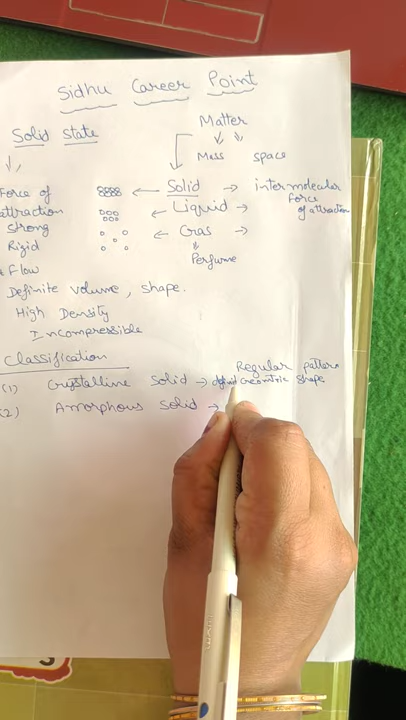 Sidhu Career Point
Solid state
Matter
Mass space
Force of
attraction
strong
Rigid
Flow
Solid → intermolecular
Force
of attraction
Liquid →
Gas →
Perfume
Definite volume, shape.
High Density
Incompressible
Classification
Regular pattern
(1) Crystalline Solid → Geometric shape
(2) Amorphous Solid →